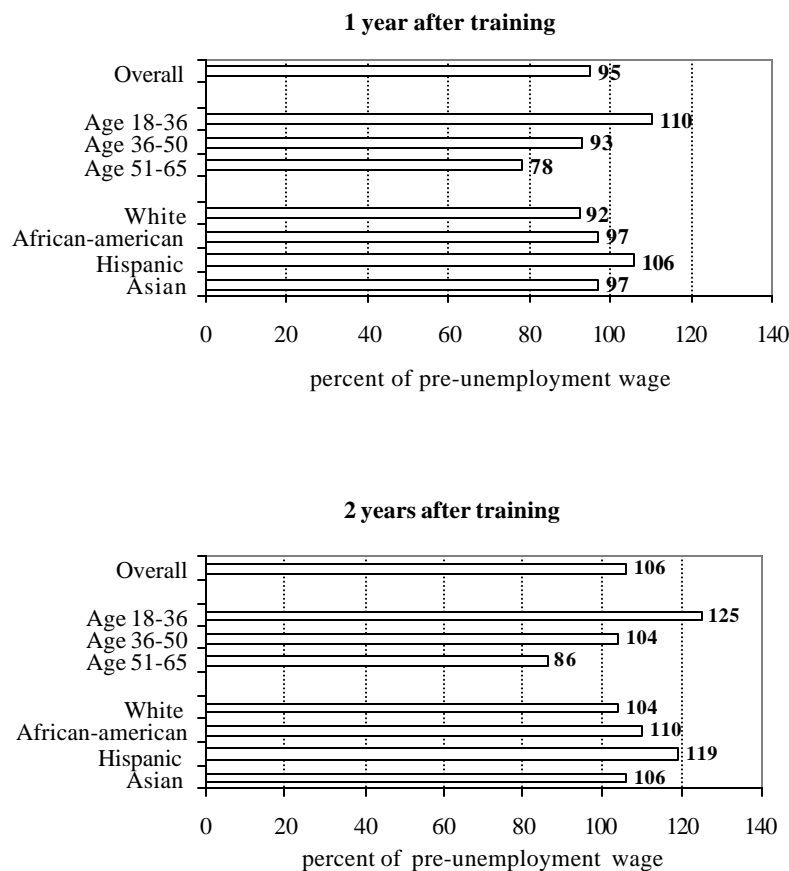 1 year after training
Overall 95
Age 18-36 110
Age 36-50 93
Age 51-65 78
White 92
African-american 97
Hispanic 106
Asian 97
0 20 40 60 80 100 120 140
percent of pre-unemployment wage
2 years after training
Overall 106
Age 18-36 125
Age 36-50 104
Age 51-65 86
White 104
African-american 110
Hispanic 119
Asian 106
0 20 40 60 80 100 120 140
percent of pre-unemployment wage